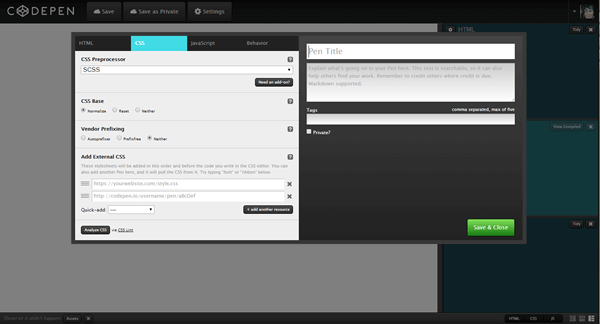 CODEPEN
Save
Save as Private
Settings
HTML
CSS
JavaScript
Behavior
CSS Preprocessor
?
SCSS
Need an add-on?
CSS Base
?
Normalize
Reset
Neither
Vendor Prefixing
?
Autoprefixer
Prefixfree
Neither
Add External CSS
?
These stylesheets will be added in this order and before the code you write in the CSS editor. You can
also add another Pen here, and it will pull the CSS from it. Try typing "font" or "ribbon" below.
https://yourwebsite.com/style.css
http://codepen.io/username/pen/aBcDef
Quick-add: ----
+ add another resource
Analyze CSS via CSS Lint
Pen Title
Explain what's going on in your Pen here. This text is searchable, so it can also
help others find your work. Remember to credit others where credit is due.
Markdown supported.
Tags
comma separated, max of five
Private?
Save & Close
HTML
Tidy
View Compiled
Tidy
Assets
HTML
CSS
JS